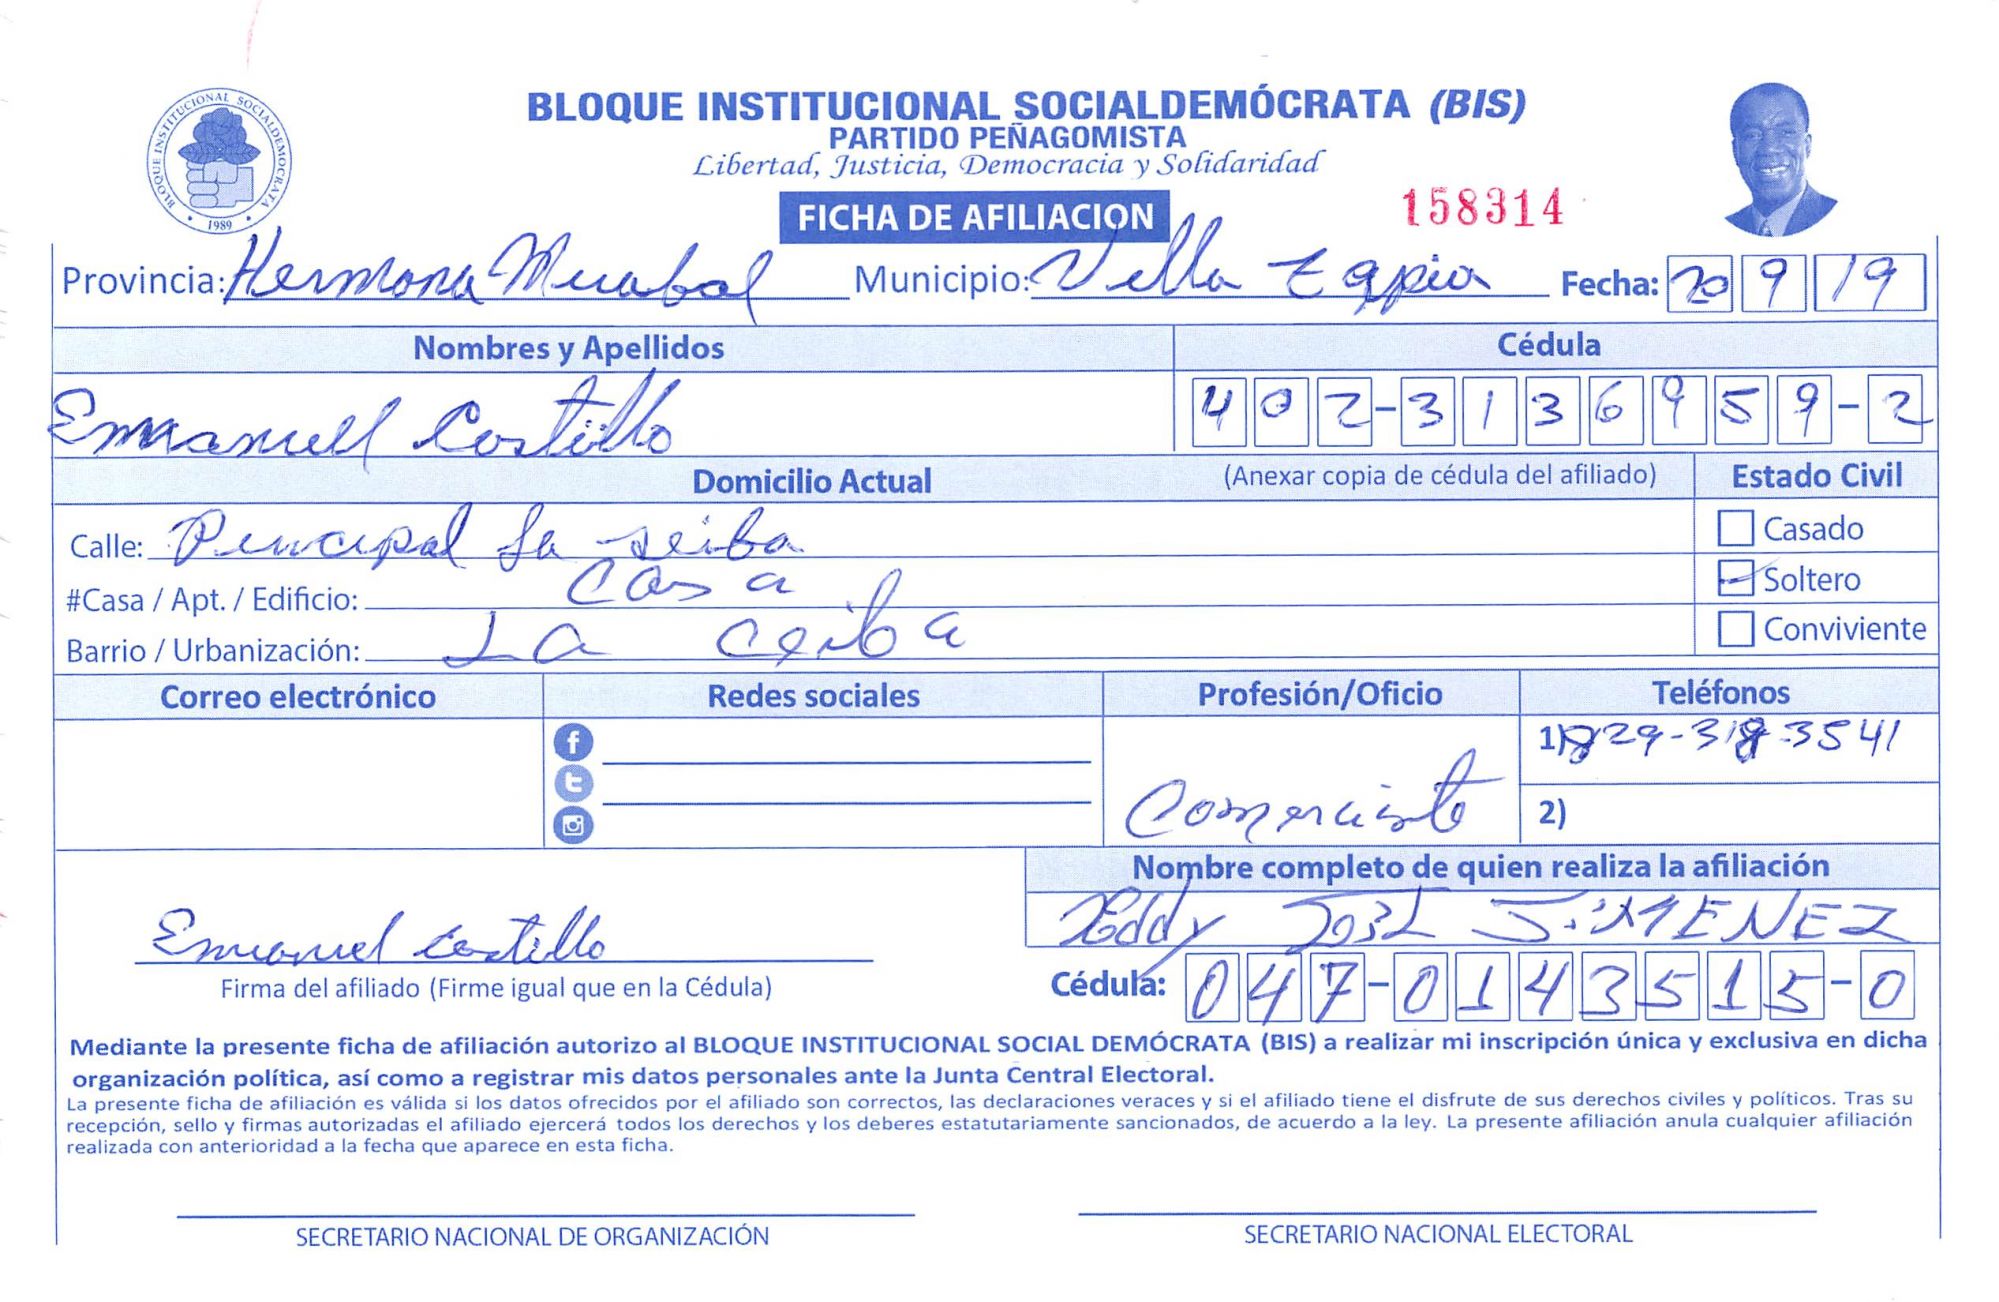 BLOQUE INSTITUCIONAL SOCIALDEMOCRATA
1989
BLOQUE INSTITUCIONAL SOCIALDEMÓCRATA (BIS)
PARTIDO PEÑAGOMISTA
Libertad, Justicia, Democracia y Solidaridad
FICHA DE AFILIACION 158314
Provincia: Hermana Mirabal Municipio: Villa Tapia Fecha: 20 9 19
Nombres y Apellidos Cédula
Emmanuell Castillo 402-3136959-2
Domicilio Actual (Anexar copia de cédula del afiliado) Estado Civil
Calle: Principal La seiba Casado
#Casa / Apt. / Edificio: Casa Soltero
Barrio / Urbanización: La ceiba Conviviente
Correo electrónico Redes sociales Profesión/Oficio Teléfonos
1) 829-318-3541
Comerciante 2)
Nombre completo de quien realiza la afiliación
Emmanuel Castillo Eddy José JiMENEZ
Firma del afiliado (Firme igual que en la Cédula) Cédula: 047-0143515-0
Mediante la presente ficha de afiliación autorizo al BLOQUE INSTITUCIONAL SOCIAL DEMÓCRATA (BIS) a realizar mi inscripción única y exclusiva en dicha
organización política, así como a registrar mis datos personales ante la Junta Central Electoral.
La presente ficha de afiliación es válida si los datos ofrecidos por el afiliado son correctos, las declaraciones veraces y si el afiliado tiene el disfrute de sus derechos civiles y políticos. Tras su
recepción, sello y firmas autorizadas el afiliado ejercerá todos los derechos y los deberes estatutariamente sancionados, de acuerdo a la ley. La presente afiliación anula cualquier afiliación
realizada con anterioridad a la fecha que aparece en esta ficha.
SECRETARIO NACIONAL DE ORGANIZACIÓN SECRETARIO NACIONAL ELECTORAL